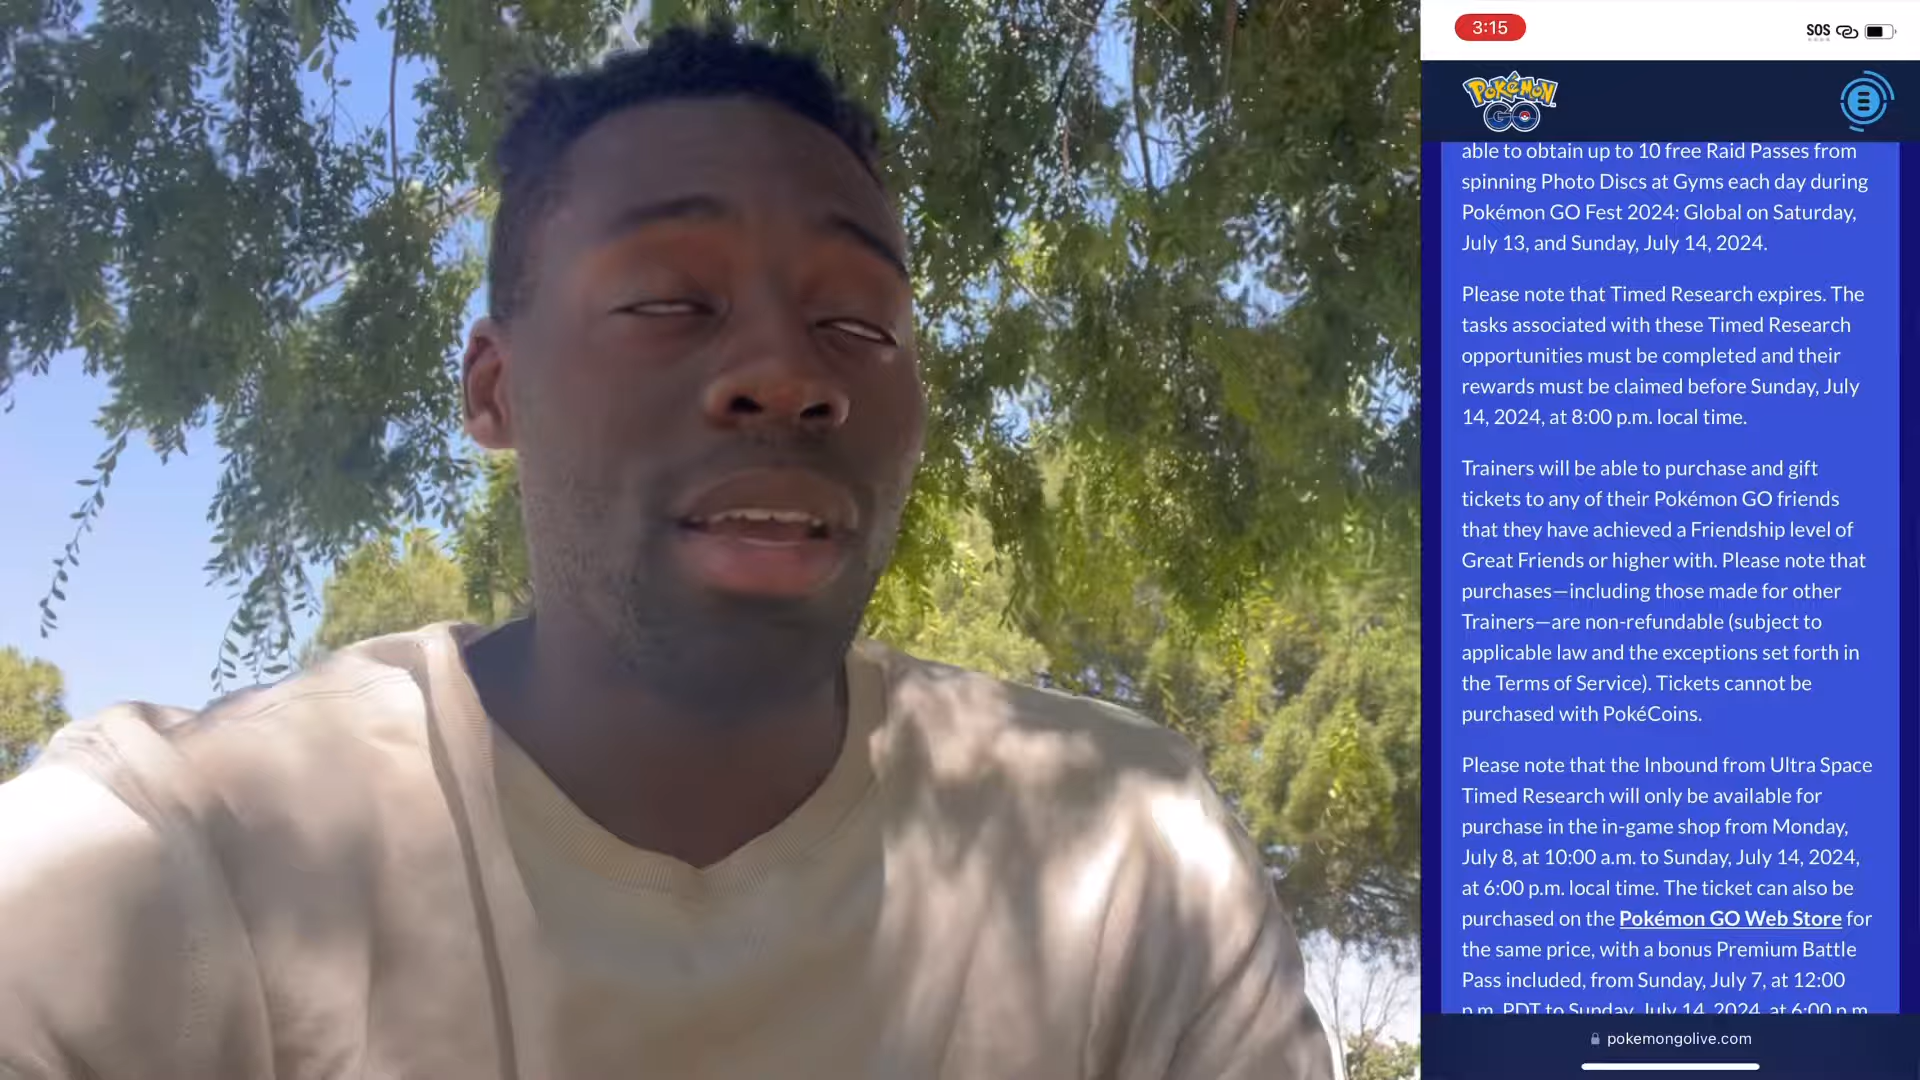 3:15
SOS
POKÉMON
GO
able to obtain up to 10 free Raid Passes from
spinning Photo Discs at Gyms each day during
Pokémon GO Fest 2024: Global on Saturday,
July 13, and Sunday, July 14, 2024.
Please note that Timed Research expires. The
tasks associated with these Timed Research
opportunities must be completed and their
rewards must be claimed before Sunday, July
14, 2024, at 8:00 p.m. local time.
Trainers will be able to purchase and gift
tickets to any of their Pokémon GO friends
that they have achieved a Friendship level of
Great Friends or higher with. Please note that
purchases—including those made for other
Trainers—are non-refundable (subject to
applicable law and the exceptions set forth in
the Terms of Service). Tickets cannot be
purchased with PokéCoins.
Please note that the Inbound from Ultra Space
Timed Research will only be available for
purchase in the in-game shop from Monday,
July 8, at 10:00 a.m. to Sunday, July 14, 2024,
at 6:00 p.m. local time. The ticket can also be
purchased on the Pokémon GO Web Store for
the same price, with a bonus Premium Battle
Pass included, from Sunday, July 7, at 12:00
p.m. PDT to Sunday, July 14, 2024, at 6:00 p.m.
pokemongolive.com